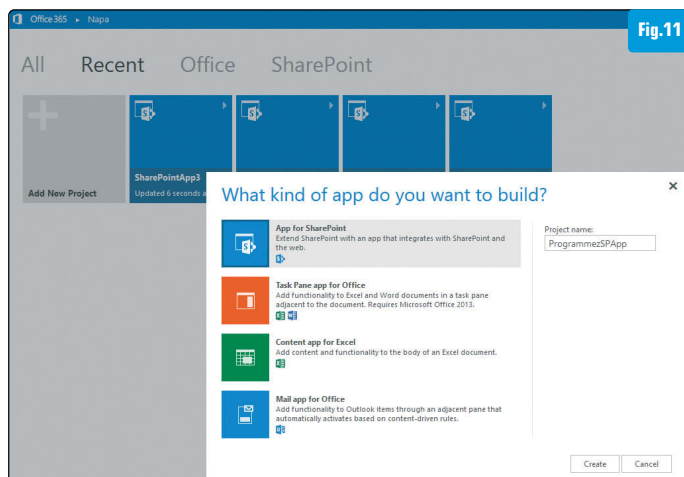 Office 365 ▸ Napa
Fig.11
All Recent Office SharePoint
Add New Project
SharePointApp3
Updated 6 seconds a
What kind of app do you want to build?
App for SharePoint
Extend SharePoint with an app that integrates with SharePoint and
the web.
Task Pane app for Office
Add functionality to Excel and Word documents in a task pane
adjacent to the document. Requires Microsoft Office 2013.
Content app for Excel
Add content and functionality to the body of an Excel document.
Mail app for Office
Add functionality to Outlook items through an adjacent pane that
automatically activates based on content-driven rules.
Project name:
ProgrammezSPApp
Create Cancel